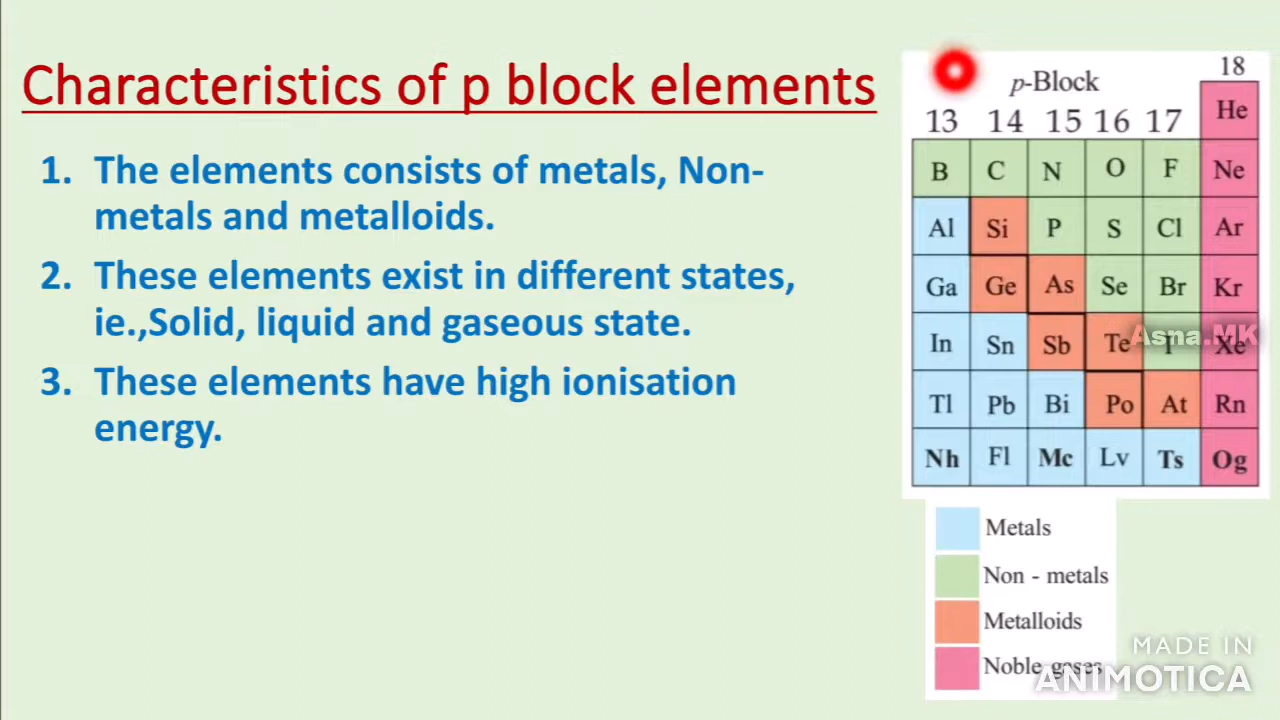 Characteristics of p block elements
1. The elements consists of metals, Non-
metals and metalloids.
2. These elements exist in different states,
ie.,Solid, liquid and gaseous state.
3. These elements have high ionisation
energy.
18
p-Block
13 14 15 16 17
He
B C N O F Ne
Al Si P S Cl Ar
Ga Ge As Se Br Kr
In Sn Sb Te I Xe
Asna.MK
Tl Pb Bi Po At Rn
Nh Fl Mc Lv Ts Og
Metals
Non - metals
Metalloids
Noble gases
MADE IN
ANIMOTICA